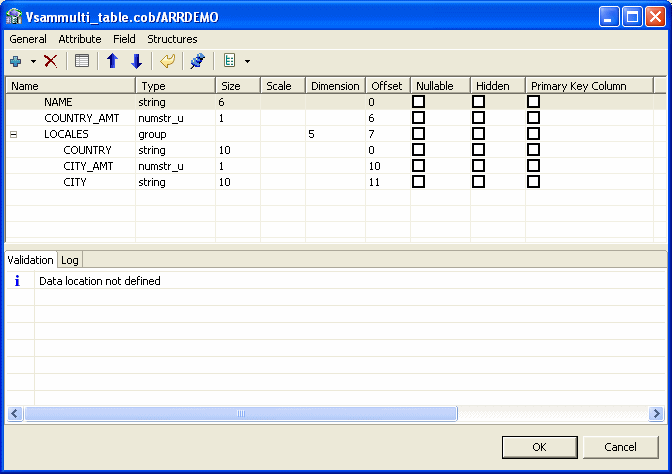 Vsammulti_table.cob/ARRDEMO
General Attribute Field Structures
Name Type Size Scale Dimension Offset Nullable Hidden Primary Key Column
NAME string 6 0
COUNTRY_AMT numstr_u 1 6
LOCALES group 5 7
COUNTRY string 10 0
CITY_AMT numstr_u 1 10
CITY string 10 11
Validation Log
Data location not defined
OK Cancel